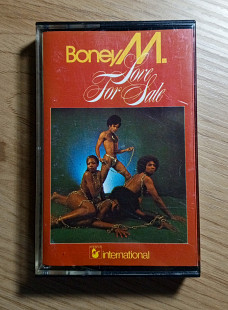 Boney M.
Love
For Sale
international